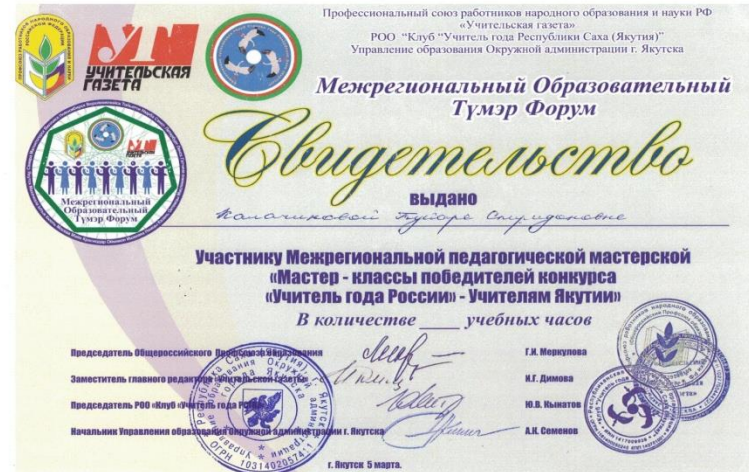 Профессиональный союз работников народного образования и науки РФ
«Учительская газета»
РОО "Клуб "Учитель года Республики Саха (Якутия)"
Управление образования Окружной администрации г. Якутска
УЧИТЕЛЬСКАЯ
ГАЗЕТА
Межрегиональный Образовательный
Түмэр Форум
Свидетельство
Межрегиональный
Образовательный
Түмэр Форум
выдано
Спиридоновне
Участнику Межрегиональной педагогической мастерской
«Мастер - классы победителей конкурса
«Учитель года России» - Учителям Якутии»
В количестве ____ учебных часов
Председатель Общероссийского Профсоюза образования Г.И. Меркулова
Заместитель главного редактора «Учительской газеты» И.Г. Димова
Председатель РОО «Клуб «Учитель года Ю.В. Кынатов
Начальник Управления образования Окружной администрации г. Якутска А.К. Семенов
г. Якутск 5 марта.